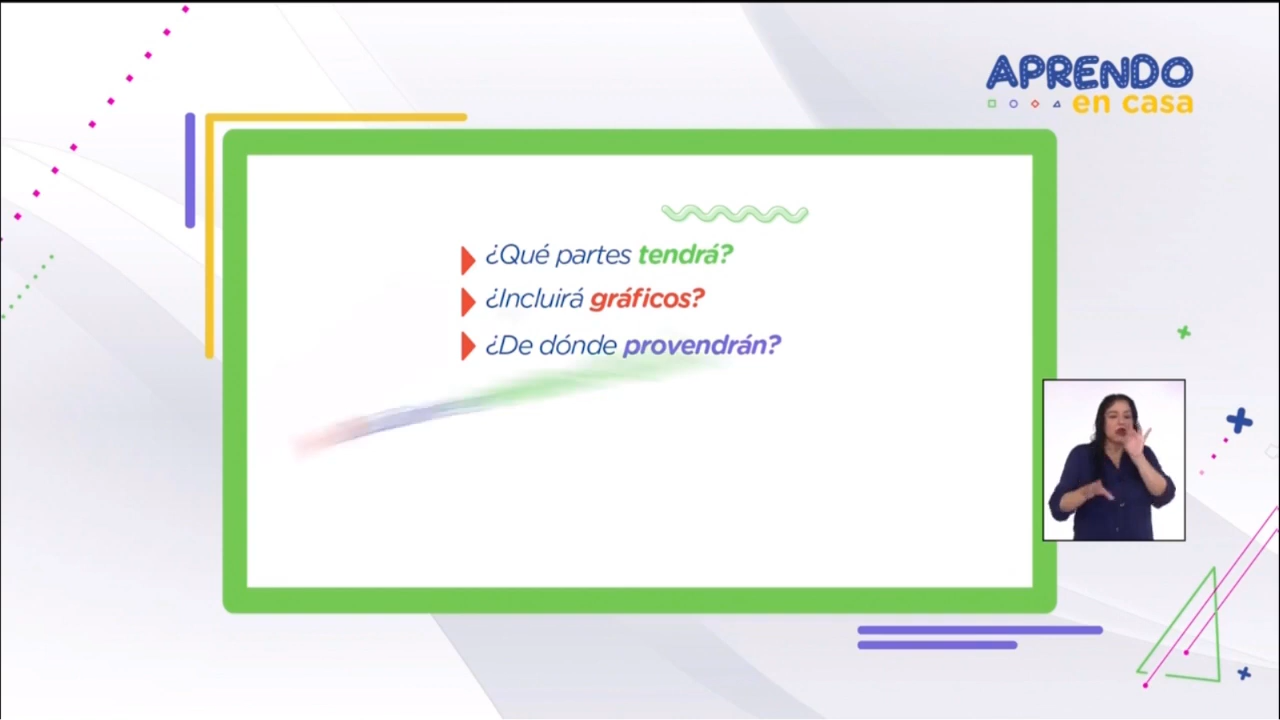 APRENDO
en casa
¿Qué partes tendrá?
¿Incluirá gráficos?
¿De dónde provendrán?